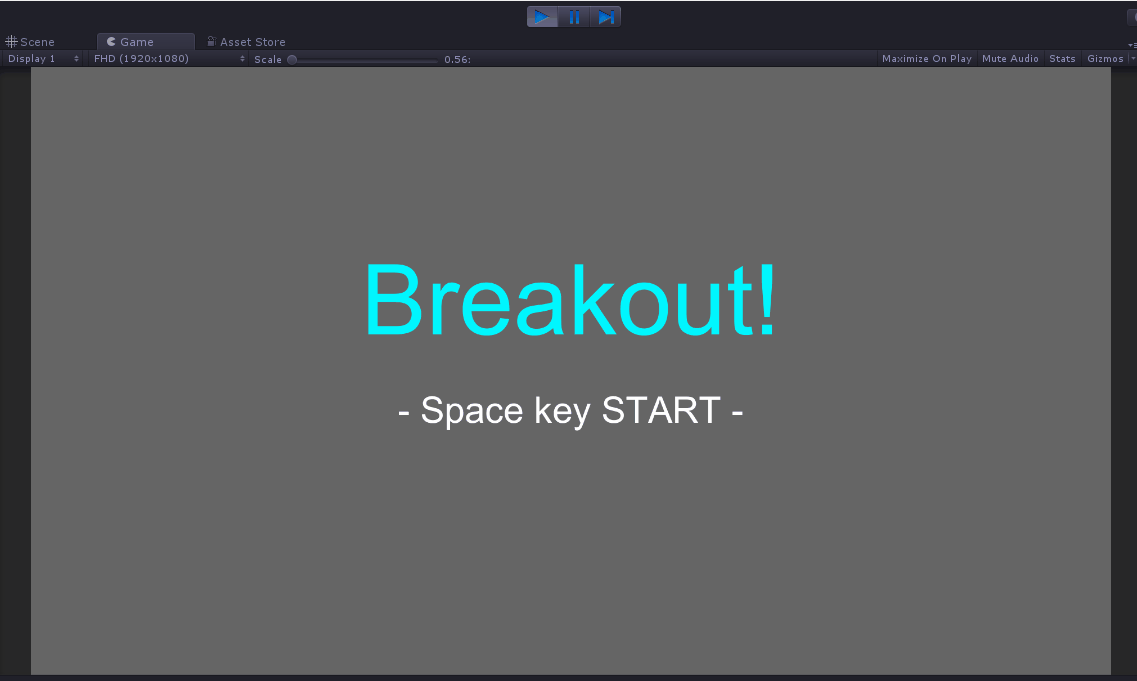 Scene
Game
Asset Store
Display 1
FHD (1920x1080)
Scale
0.56:
Maximize On Play
Mute Audio
Stats
Gizmos
Breakout!
- Space key START -